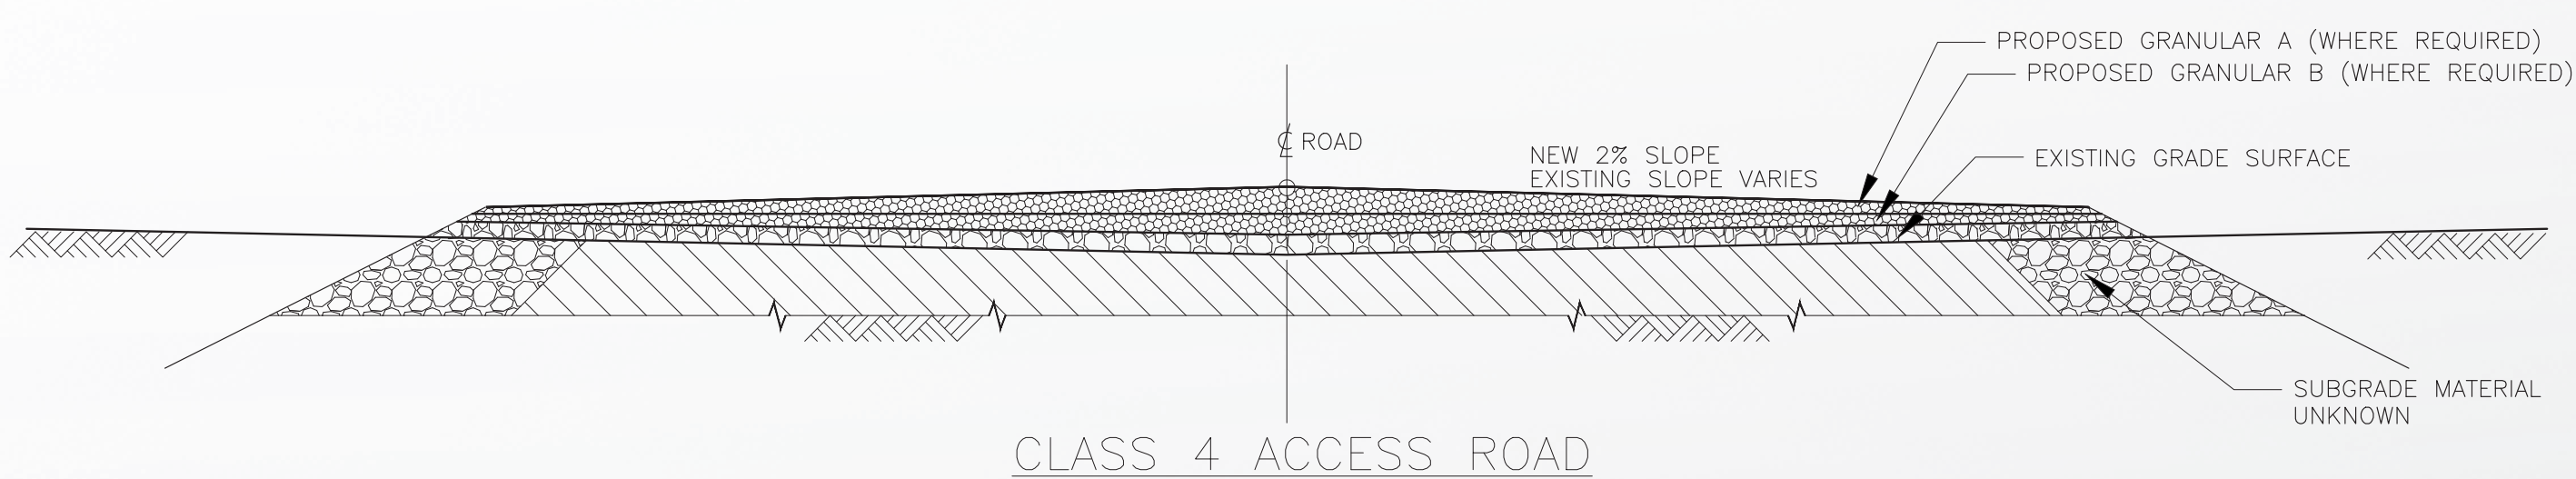 PROPOSED GRANULAR A (WHERE REQUIRED)
PROPOSED GRANULAR B (WHERE REQUIRED)
℄ ROAD
NEW 2% SLOPE
EXISTING SLOPE VARIES
EXISTING GRADE SURFACE
SUBGRADE MATERIAL
UNKNOWN
CLASS 4 ACCESS ROAD